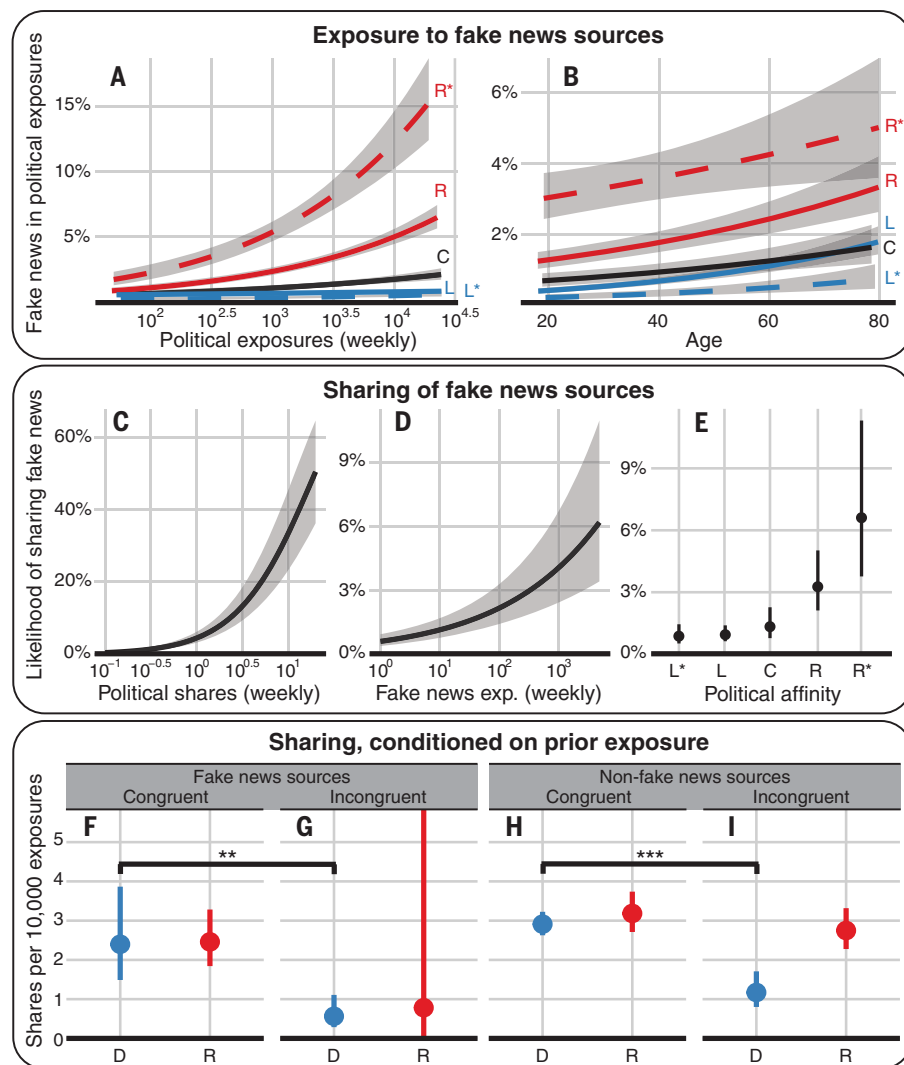 Exposure to fake news sources
Fake news in political exposures
A
15%
10%
5%
R*
R
C
L
L*
10^2
10^2.5
10^3
10^3.5
10^4
10^4.5
Political exposures (weekly)
B
6%
4%
2%
R*
R
L
C
L*
20
40
60
80
Age
Sharing of fake news sources
Likelihood of sharing fake news
C
60%
40%
20%
0%
10^−1
10^−0.5
10^0
10^0.5
10^1
Political shares (weekly)
D
9%
6%
3%
0%
10^0
10^1
10^2
10^3
Fake news exp. (weekly)
E
9%
6%
3%
0%
L*
L
C
R
R*
Political affinity
Sharing, conditioned on prior exposure
Fake news sources
Non-fake news sources
Congruent
Incongruent
Congruent
Incongruent
Shares per 10,000 exposures
5
4
3
2
1
0
F
G
H
I
**
***
D
R
D
R
D
R
D
R